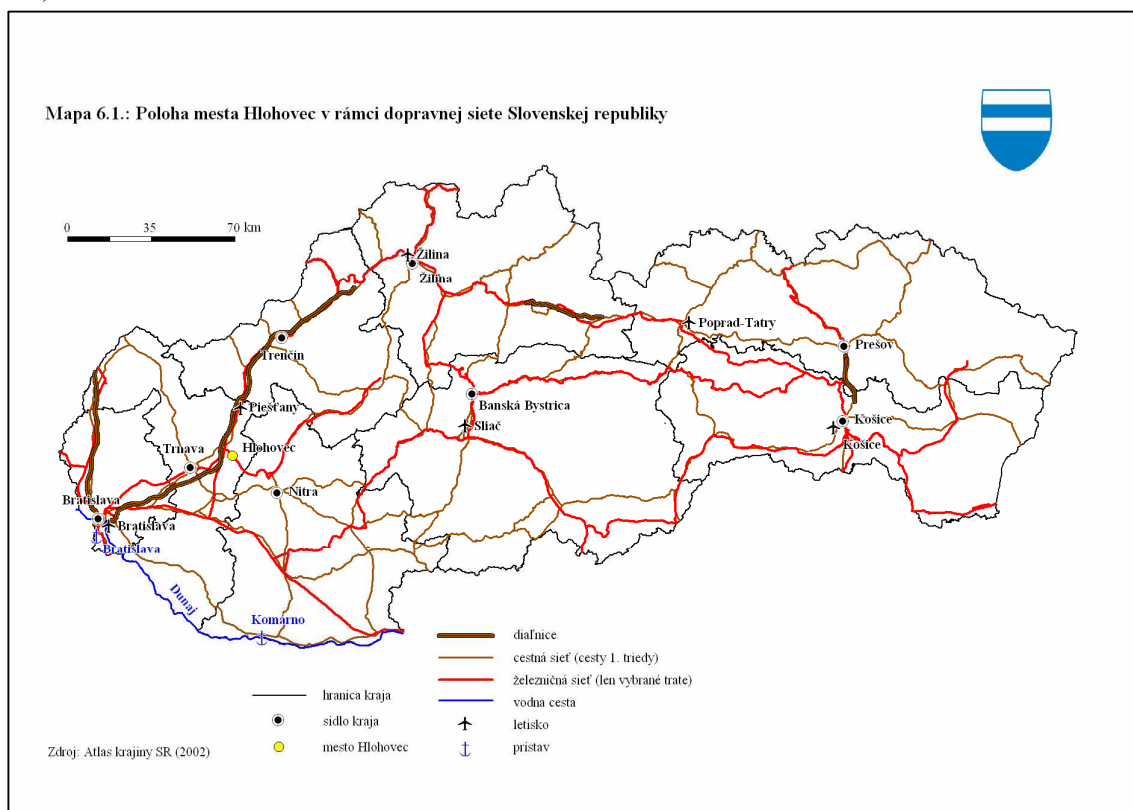 Mapa 6.1.: Poloha mesta Hlohovec v rámci dopravnej siete Slovenskej republiky
0 35 70 km
Žilina
Žilina
Poprad-Tatry
Prešov
Trenčín
Banská Bystrica
Piešťany
Sliač
Košice
Košice
Hlohovec
Trnava
Nitra
Bratislava
Bratislava
Bratislava
Dunaj
Komárno
diaľnice
cestná sieť (cesty 1. triedy)
železničná sieť (len vybrané trate)
hranica kraja
vodna cesta
sídlo kraja
letisko
mesto Hlohovec
prístav
Zdroj: Atlas krajiny SR (2002)